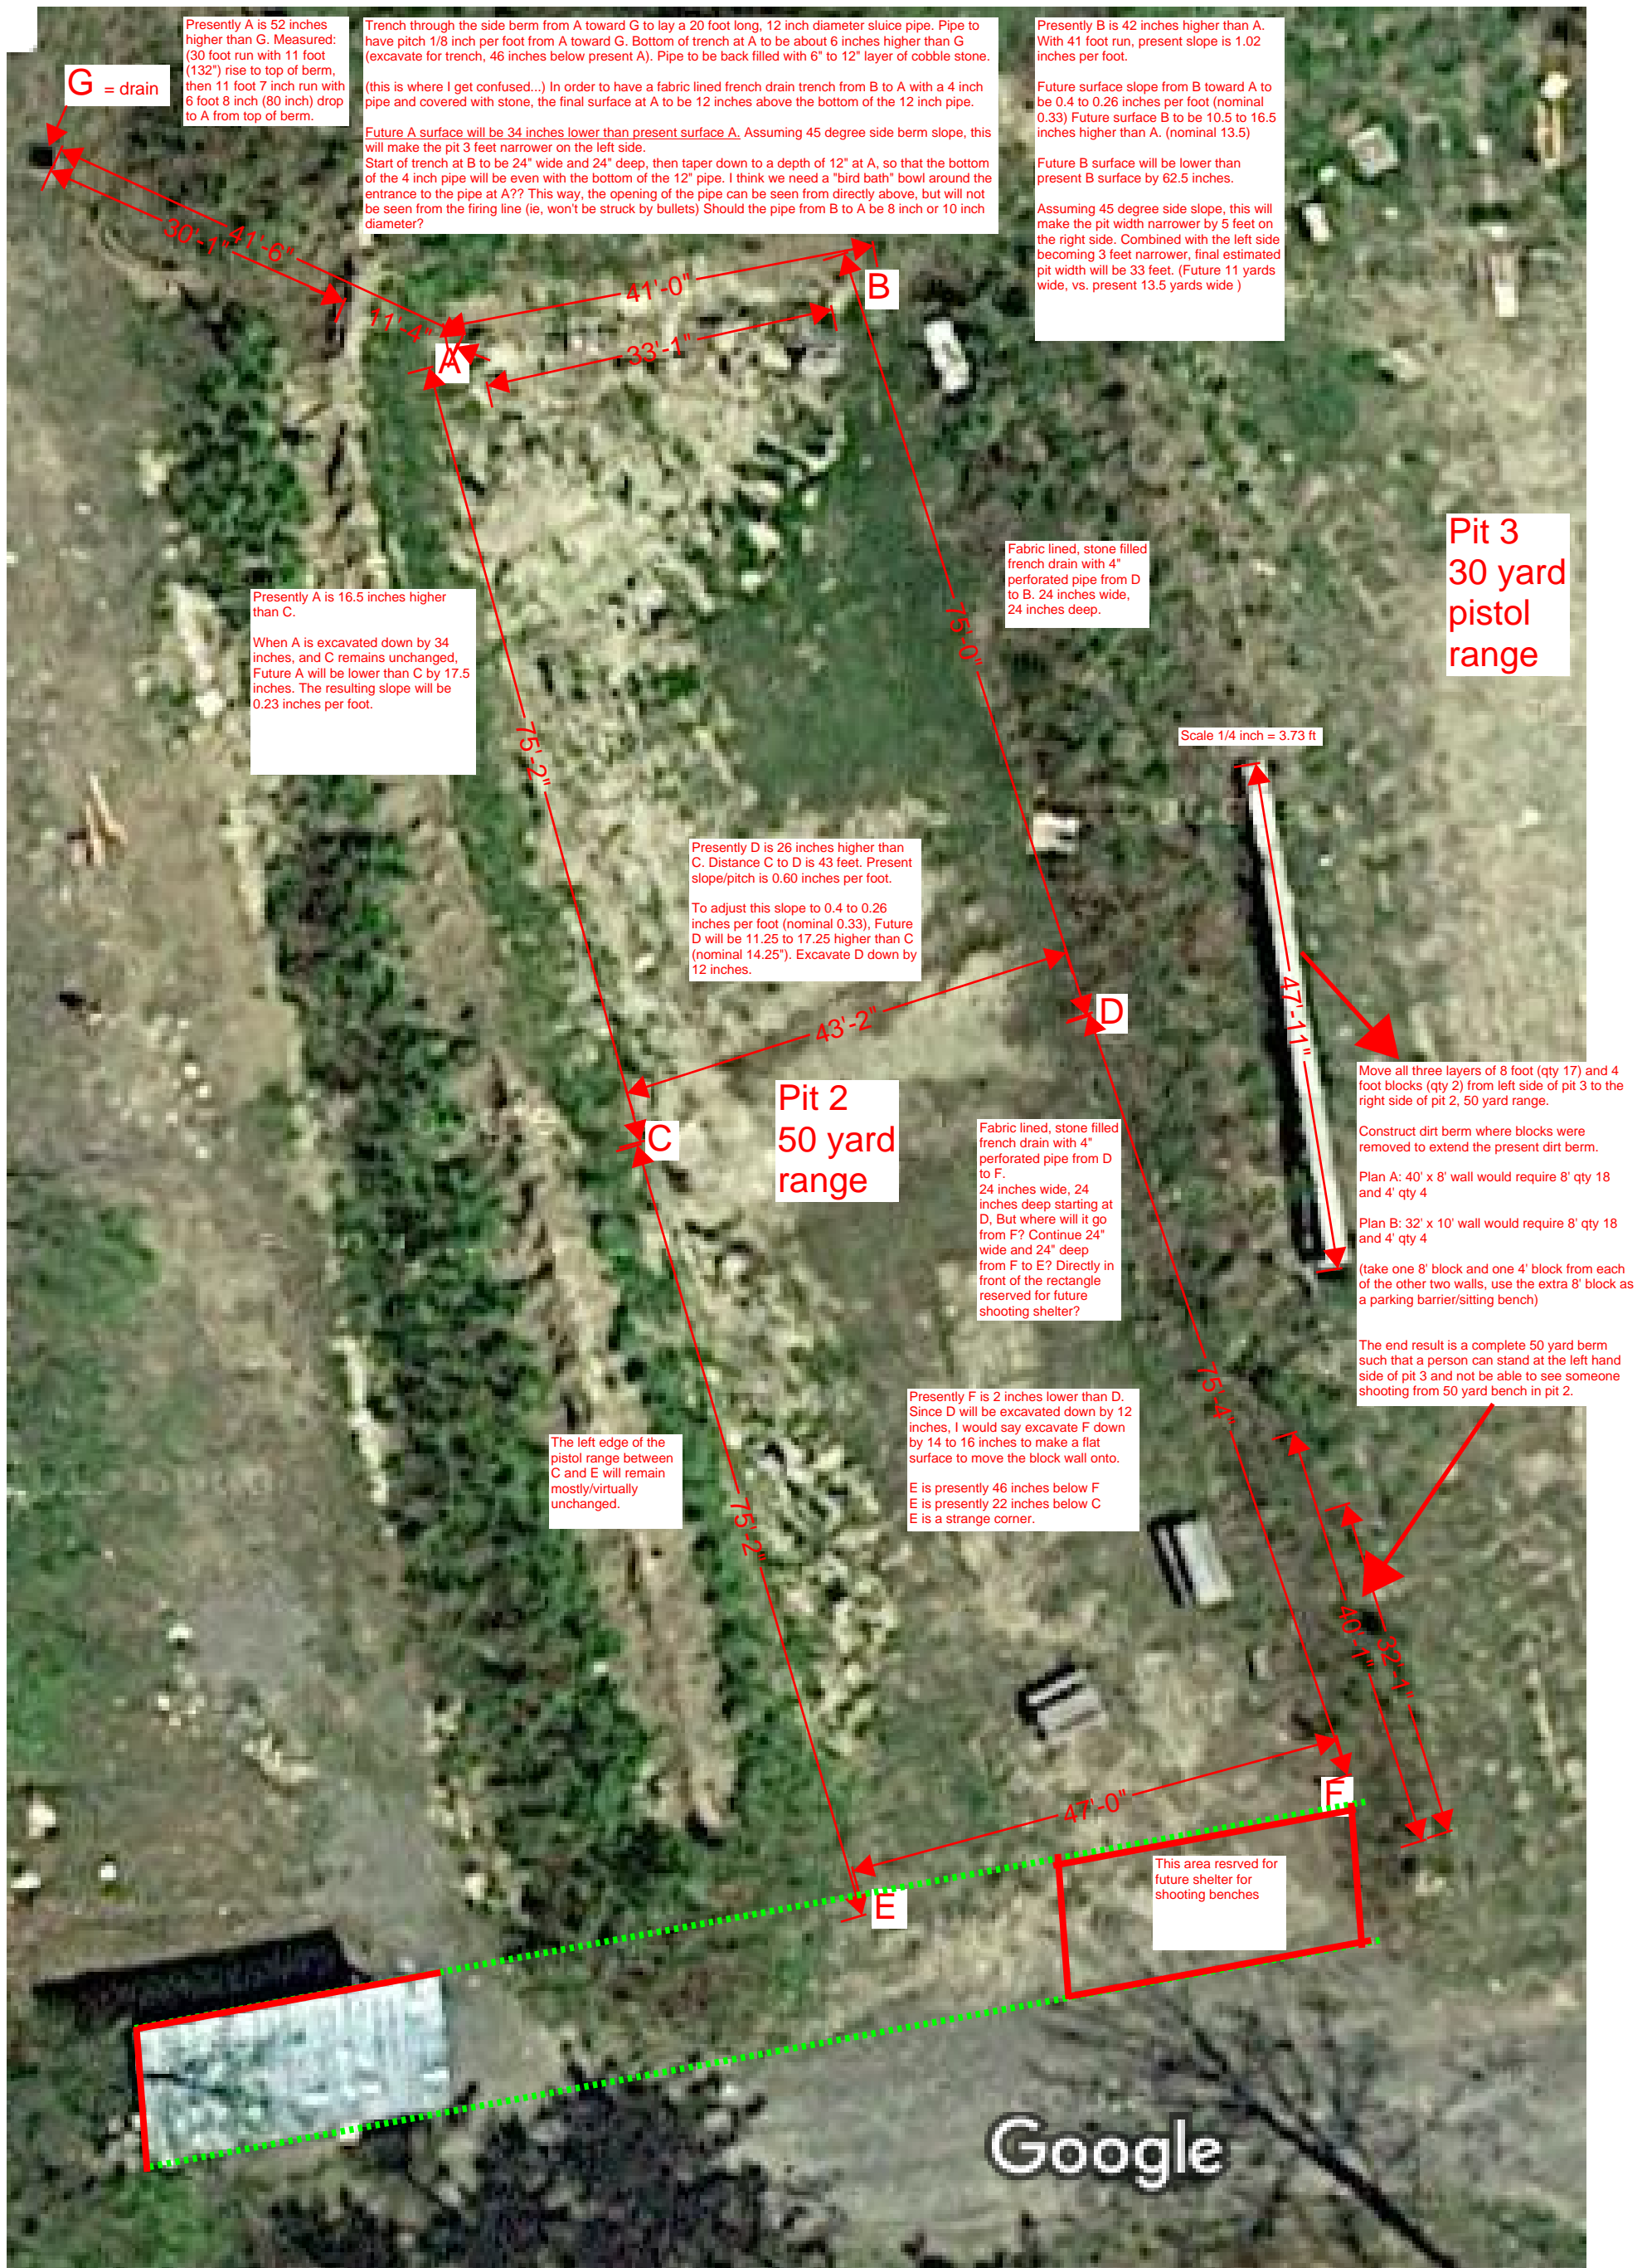 Presently A is 52 inches
higher than G. Measured:
(30 foot run with 11 foot
(132") rise to top of berm,
then 11 foot 7 inch run with
6 foot 8 inch (80 inch) drop
to A from top of berm.
G = drain
Trench through the side berm from A toward G to lay a 20 foot long, 12 inch diameter sluice pipe. Pipe to
have pitch 1/8 inch per foot from A toward G. Bottom of trench at A to be about 6 inches higher than G
(excavate for trench, 46 inches below present A). Pipe to be back filled with 6" to 12" layer of cobble stone.
(this is where I get confused...) In order to have a fabric lined french drain trench from B to A with a 4 inch
pipe and covered with stone, the final surface at A to be 12 inches above the bottom of the 12 inch pipe.
Future A surface will be 34 inches lower than present surface A. Assuming 45 degree side berm slope, this
will make the pit 3 feet narrower on the left side.
Start of trench at B to be 24" wide and 24" deep, then taper down to a depth of 12" at A, so that the bottom
of the 4 inch pipe will be even with the bottom of the 12" pipe. I think we need a "bird bath" bowl around the
entrance to the pipe at A?? This way, the opening of the pipe can be seen from directly above, but will not
be seen from the firing line (ie, won't be struck by bullets) Should the pipe from B to A be 8 inch or 10 inch
diameter?
Presently B is 42 inches higher than A.
With 41 foot run, present slope is 1.02
inches per foot.
Future surface slope from B toward A to
be 0.4 to 0.26 inches per foot (nominal
0.33) Future surface B to be 10.5 to 16.5
inches higher than A. (nominal 13.5)
Future B surface will be lower than
present B surface by 62.5 inches.
Assuming 45 degree side slope, this will
make the pit width narrower by 5 feet on
the right side. Combined with the left side
becoming 3 feet narrower, final estimated
pit width will be 33 feet. (Future 11 yards
wide, vs. present 13.5 yards wide )
30'-1"
41'-6"
11'-4"
41'-0"
33'-1"
B
A
Pit 3
30 yard
pistol
range
Fabric lined, stone filled
french drain with 4"
perforated pipe from D
to B. 24 inches wide,
24 inches deep.
75'-0"
Presently A is 16.5 inches higher
than C.
When A is excavated down by 34
inches, and C remains unchanged,
Future A will be lower than C by 17.5
inches. The resulting slope will be
0.23 inches per foot.
75'-2"
Scale 1/4 inch = 3.73 ft
Presently D is 26 inches higher than
C. Distance C to D is 43 feet. Present
slope/pitch is 0.60 inches per foot.
To adjust this slope to 0.4 to 0.26
inches per foot (nominal 0.33), Future
D will be 11.25 to 17.25 higher than C
(nominal 14.25"). Excavate D down by
12 inches.
47'-11"
43'-2"
D
C
Pit 2
50 yard
range
Move all three layers of 8 foot (qty 17) and 4
foot blocks (qty 2) from left side of pit 3 to the
right side of pit 2, 50 yard range.
Construct dirt berm where blocks were
removed to extend the present dirt berm.
Plan A: 40' x 8' wall would require 8' qty 18
and 4' qty 4
Plan B: 32' x 10' wall would require 8' qty 18
and 4' qty 4
(take one 8' block and one 4' block from each
of the other two walls, use the extra 8' block as
a parking barrier/sitting bench)
The end result is a complete 50 yard berm
such that a person can stand at the left hand
side of pit 3 and not be able to see someone
shooting from 50 yard bench in pit 2.
Fabric lined, stone filled
french drain with 4"
perforated pipe from D
to F.
24 inches wide, 24
inches deep starting at
D, But where will it go
from F? Continue 24"
wide and 24" deep
from F to E? Directly in
front of the rectangle
reserved for future
shooting shelter?
75'-4"
Presently F is 2 inches lower than D.
Since D will be excavated down by 12
inches, I would say excavate F down
by 14 to 16 inches to make a flat
surface to move the block wall onto.
E is presently 46 inches below F
E is presently 22 inches below C
E is a strange corner.
The left edge of the
pistol range between
C and E will remain
mostly/virtually
unchanged.
75'-2"
40'-1"
32'-1"
47'-0"
F
E
This area resrved for
future shelter for
shooting benches
Google